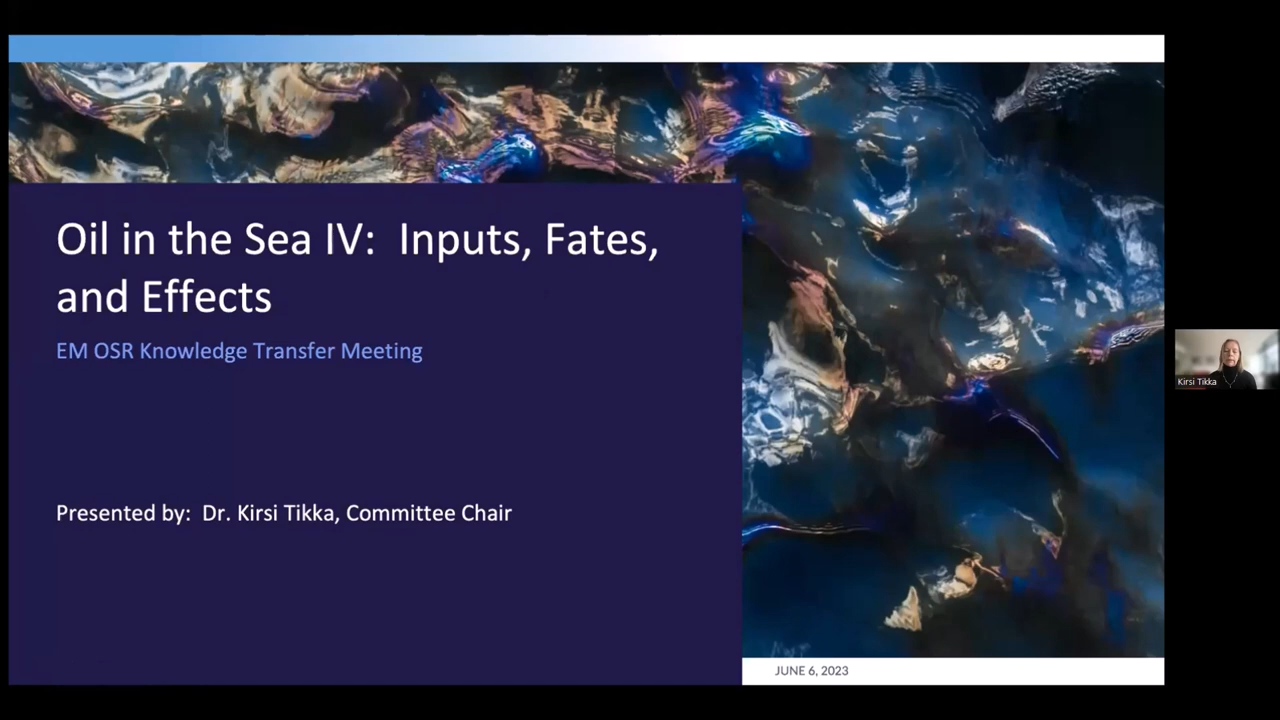 Oil in the Sea IV: Inputs, Fates,
and Effects
EM OSR Knowledge Transfer Meeting
Presented by: Dr. Kirsi Tikka, Committee Chair
JUNE 6, 2023
Kirsi Tikka